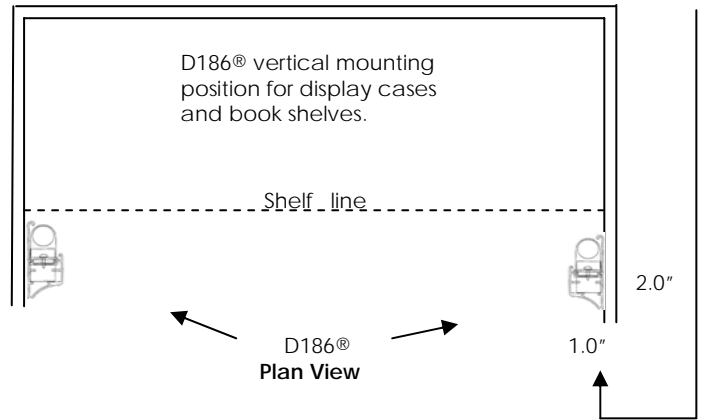 D186® vertical mounting
position for display cases
and book shelves.
Shelf line
2.0"
D186®
1.0"
Plan View